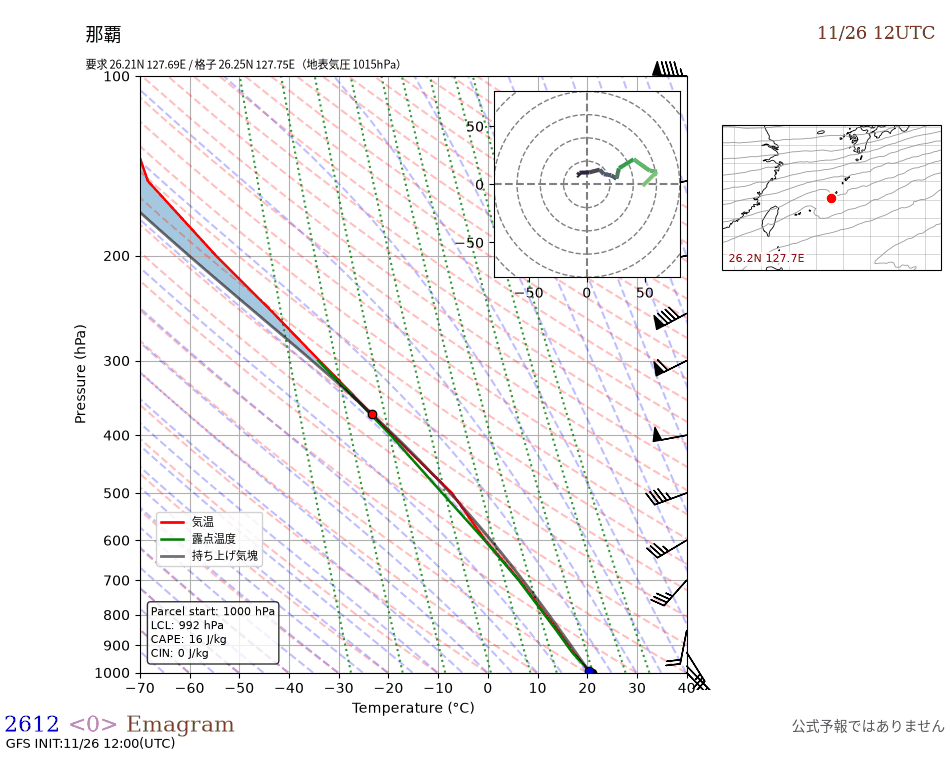 那覇
11/26 12UTC
要求 26.21N 127.69E / 格子 26.25N 127.75E（地表気圧 1015hPa）
100
200
300
400
500
600
700
800
900
1000
Pressure (hPa)
50
0
−50
−50 0 50
26.2N 127.7E
気温
露点温度
持ち上げ気塊
Parcel start: 1000 hPa
LCL: 992 hPa
CAPE: 16 J/kg
CIN: 0 J/kg
−70 −60 −50 −40 −30 −20 −10 0 10 20 30 40
Temperature (°C)
2612 <0> Emagram
公式予報ではありません
GFS INIT:11/26 12:00(UTC)